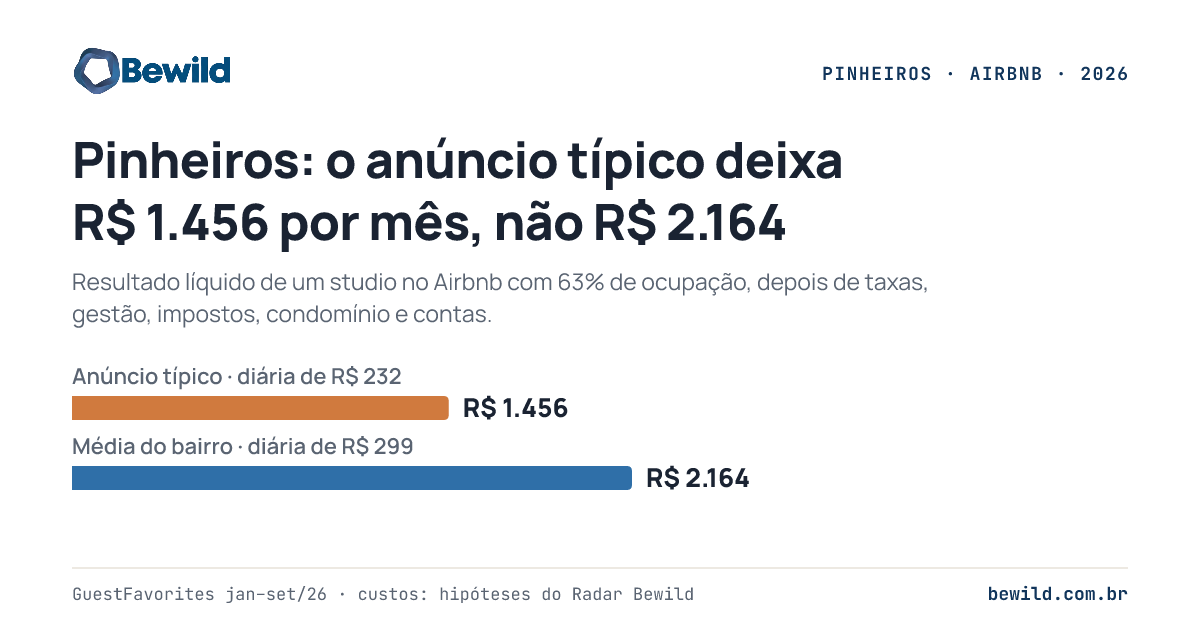 Bewild
PINHEIROS · AIRBNB · 2026
Pinheiros: o anúncio típico deixa
R$ 1.456 por mês, não R$ 2.164
Resultado líquido de um studio no Airbnb com 63% de ocupação, depois de taxas,
gestão, impostos, condomínio e contas.
Anúncio típico · diária de R$ 232
R$ 1.456
Média do bairro · diária de R$ 299
R$ 2.164
GuestFavorites jan-set/26 · custos: hipóteses do Radar Bewild
bewild.com.br